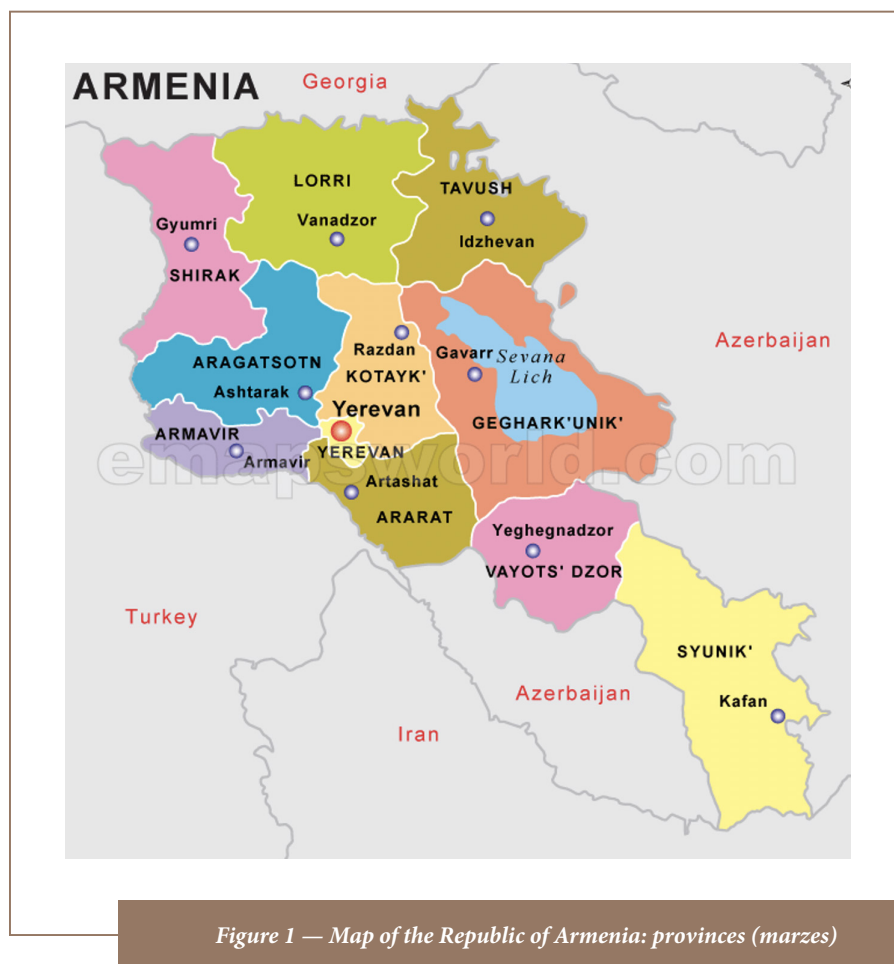 ARMENIA
Georgia
LORRI
TAVUSH
Gyumri
Vanadzor
Idzhevan
SHIRAK
Azerbaijan
Razdan
Gavarr
Sevana
Lich
ARAGATSOTN
KOTAYK'
Ashtarak
Yerevan
GEGHARK'UNIK'
ARMAVIR
YEREVAN
Armavir
emapsworld.com
Artashat
ARARAT
Yeghegnadzor
VAYOTS' DZOR
Turkey
SYUNIK'
Azerbaijan
Kafan
Iran
Figure 1 — Map of the Republic of Armenia: provinces (marzes)